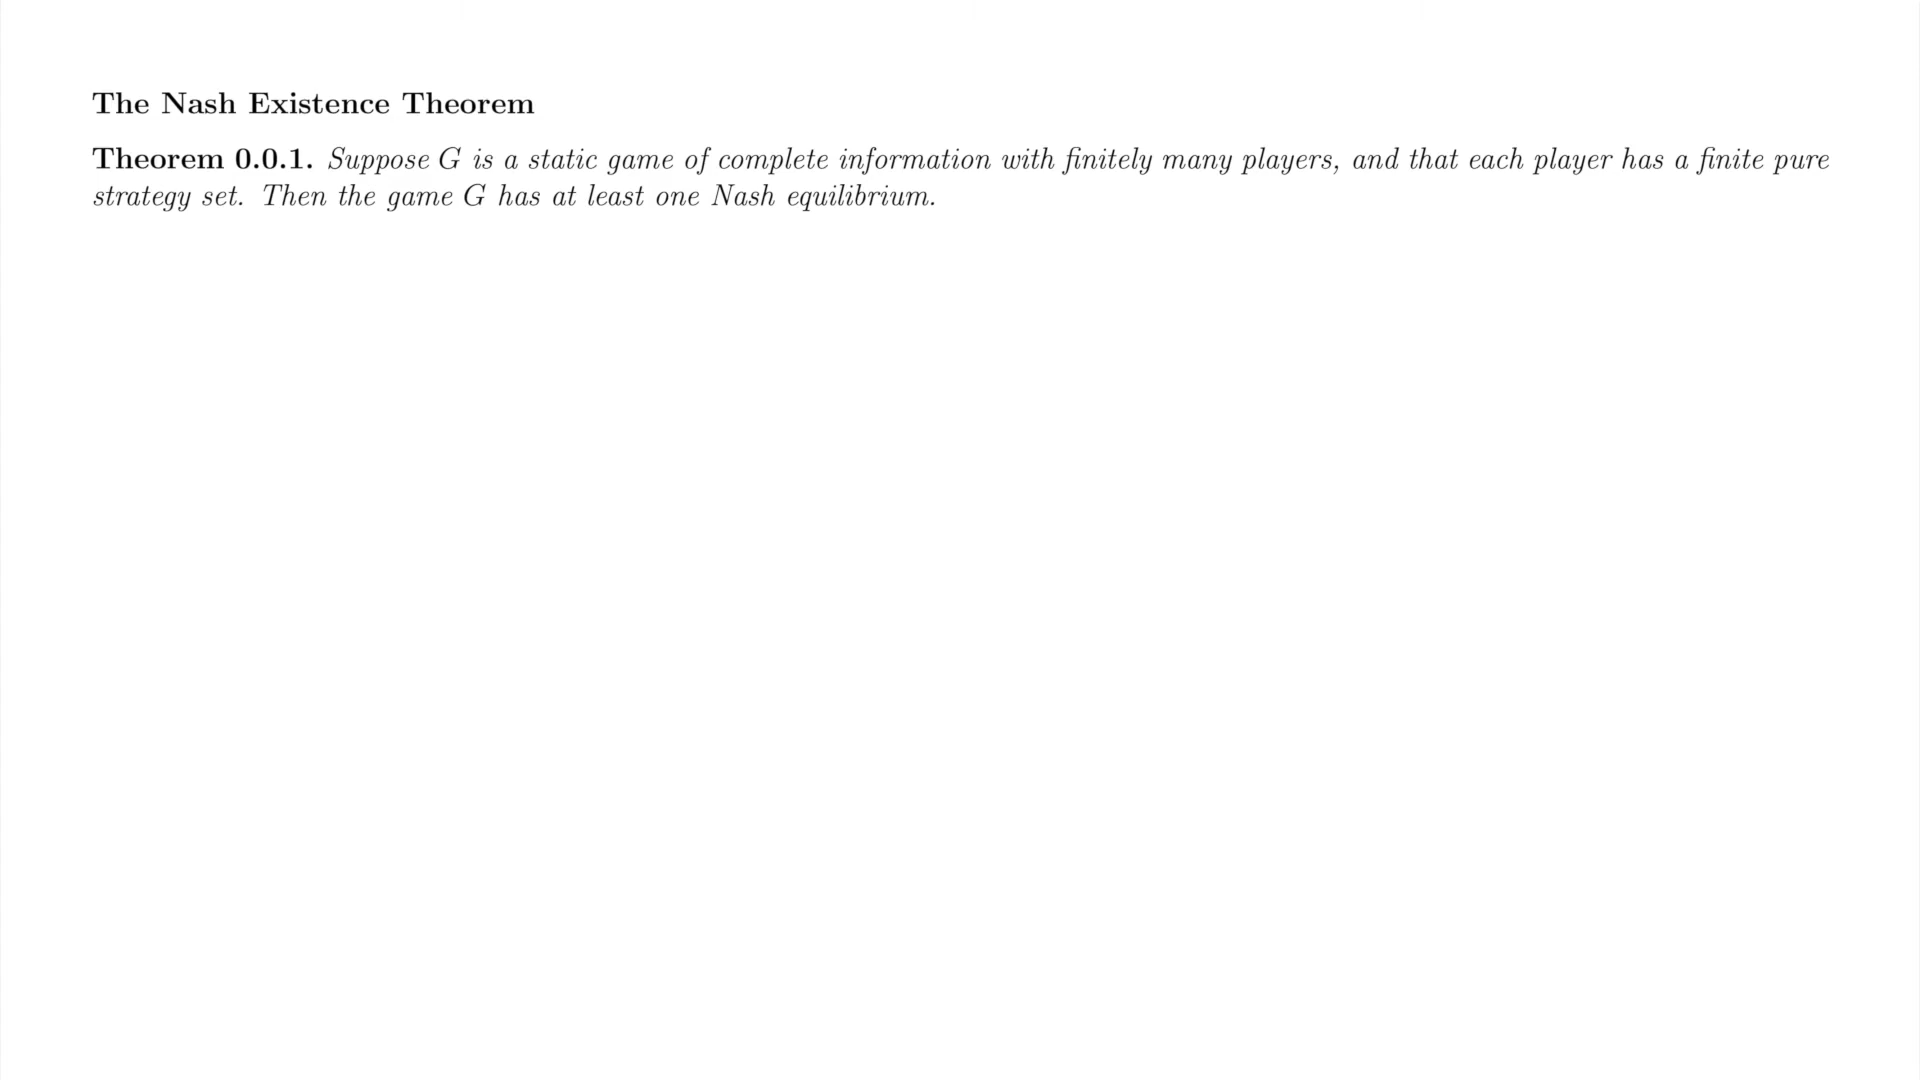 The Nash Existence Theorem
Theorem 0.0.1. Suppose G is a static game of complete information with finitely many players, and that each player has a finite pure
strategy set. Then the game G has at least one Nash equilibrium.